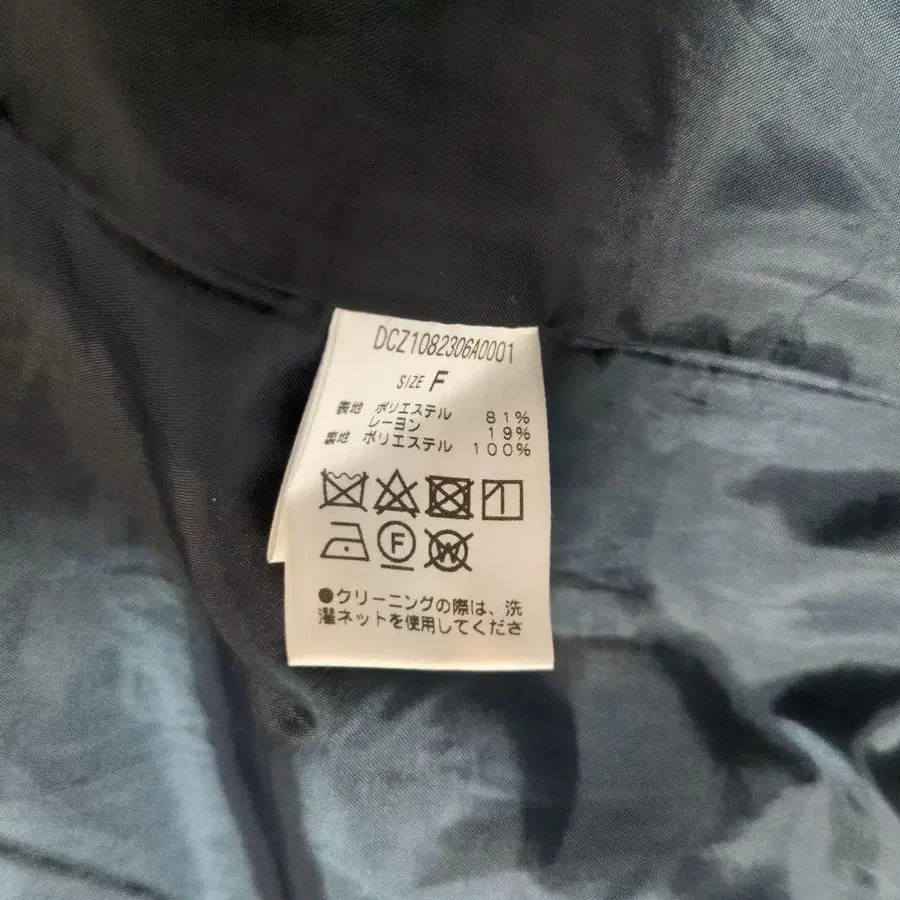 DCZ1082306A0001
SIZE F
表地 ポリエステル 81%
レーヨン 19%
裏地 ポリエステル 100%
F W
●クリーニングの際は、洗
濯ネットを使用してくださ